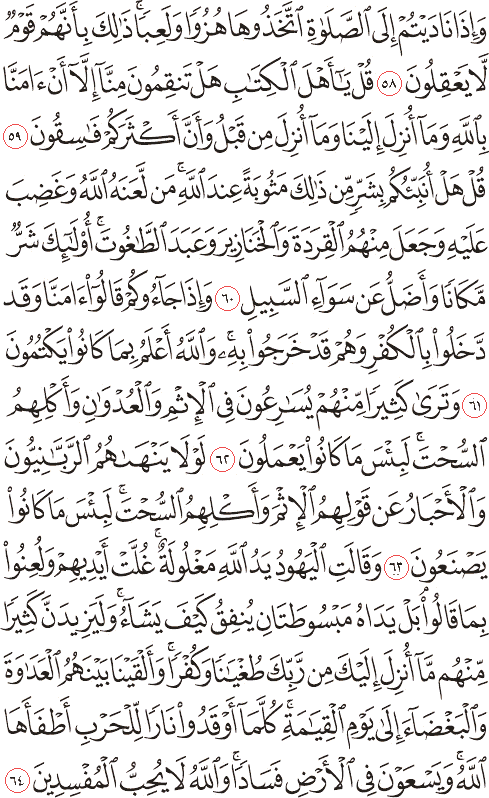 وَإِذَا نَادَيْتُمْ إِلَى ٱلصَّلَوٰةِ ٱتَّخَذُوهَا هُزُوًا وَلَعِبًا ۚ ذَٰلِكَ بِأَنَّهُمْ قَوْمٌ
لَّا يَعْقِلُونَ ٥٨ قُلْ يَـٰٓأَهْلَ ٱلْكِتَـٰبِ هَلْ تَنقِمُونَ مِنَّآ إِلَّآ أَنْ ءَامَنَّا
بِٱللَّهِ وَمَآ أُنزِلَ إِلَيْنَا وَمَآ أُنزِلَ مِن قَبْلُ وَأَنَّ أَكْثَرَكُمْ فَـٰسِقُونَ ٥٩
قُلْ هَلْ أُنَبِّئُكُم بِشَرٍّ مِّن ذَٰلِكَ مَثُوبَةً عِندَ ٱللَّهِ ۚ مَن لَّعَنَهُ ٱللَّهُ وَغَضِبَ
عَلَيْهِ وَجَعَلَ مِنْهُمُ ٱلْقِرَدَةَ وَٱلْخَنَازِيرَ وَعَبَدَ ٱلطَّـٰغُوتَ ۚ أُو۟لَـٰٓئِكَ شَرٌّ
مَّكَانًا وَأَضَلُّ عَن سَوَآءِ ٱلسَّبِيلِ ٦٠ وَإِذَا جَآءُوكُمْ قَالُوٓا۟ ءَامَنَّا وَقَد
دَّخَلُوا۟ بِٱلْكُفْرِ وَهُمْ قَدْ خَرَجُوا۟ بِهِۦ ۚ وَٱللَّهُ أَعْلَمُ بِمَا كَانُوا۟ يَكْتُمُونَ
٦١ وَتَرَىٰ كَثِيرًا مِّنْهُمْ يُسَـٰرِعُونَ فِى ٱلْإِثْمِ وَٱلْعُدْوَٰنِ وَأَكْلِهِمُ
ٱلسُّحْتَ ۚ لَبِئْسَ مَا كَانُوا۟ يَعْمَلُونَ ٦٢ لَوْلَا يَنْهَىٰهُمُ ٱلرَّبَّـٰنِيُّونَ
وَٱلْأَحْبَارُ عَن قَوْلِهِمُ ٱلْإِثْمَ وَأَكْلِهِمُ ٱلسُّحْتَ ۚ لَبِئْسَ مَا كَانُوا۟
يَصْنَعُونَ ٦٣ وَقَالَتِ ٱلْيَهُودُ يَدُ ٱللَّهِ مَغْلُولَةٌ ۚ غُلَّتْ أَيْدِيهِمْ وَلُعِنُوا۟
بِمَا قَالُوا۟ ۘ بَلْ يَدَاهُ مَبْسُوطَتَانِ يُنفِقُ كَيْفَ يَشَآءُ ۚ وَلَيَزِيدَنَّ كَثِيرًا
مِّنْهُم مَّآ أُنزِلَ إِلَيْكَ مِن رَّبِّكَ طُغْيَـٰنًا وَكُفْرًا ۚ وَأَلْقَيْنَا بَيْنَهُمُ ٱلْعَدَٰوَةَ
وَٱلْبَغْضَآءَ إِلَىٰ يَوْمِ ٱلْقِيَـٰمَةِ ۚ كُلَّمَآ أَوْقَدُوا۟ نَارًا لِّلْحَرْبِ أَطْفَأَهَا
ٱللَّهُ ۚ وَيَسْعَوْنَ فِى ٱلْأَرْضِ فَسَادًا ۚ وَٱللَّهُ لَا يُحِبُّ ٱلْمُفْسِدِينَ ٦٤